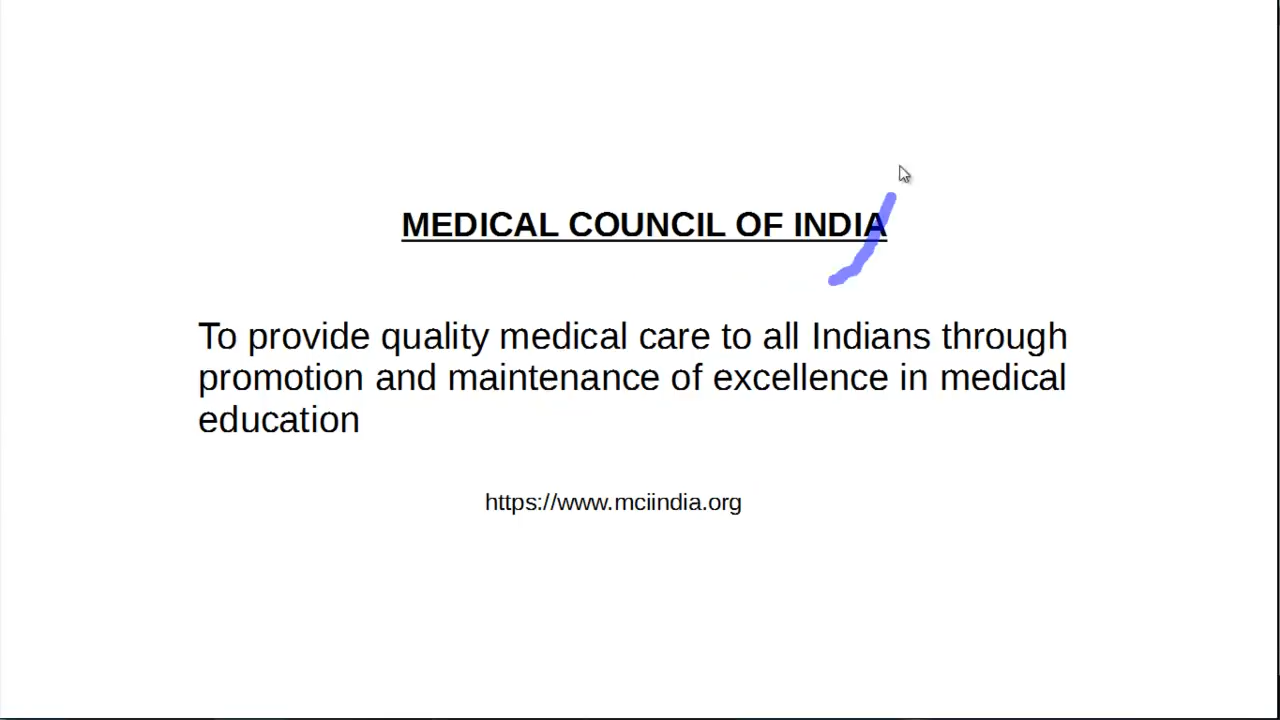 MEDICAL COUNCIL OF INDIA
To provide quality medical care to all Indians through
promotion and maintenance of excellence in medical
education
https://www.mciindia.org